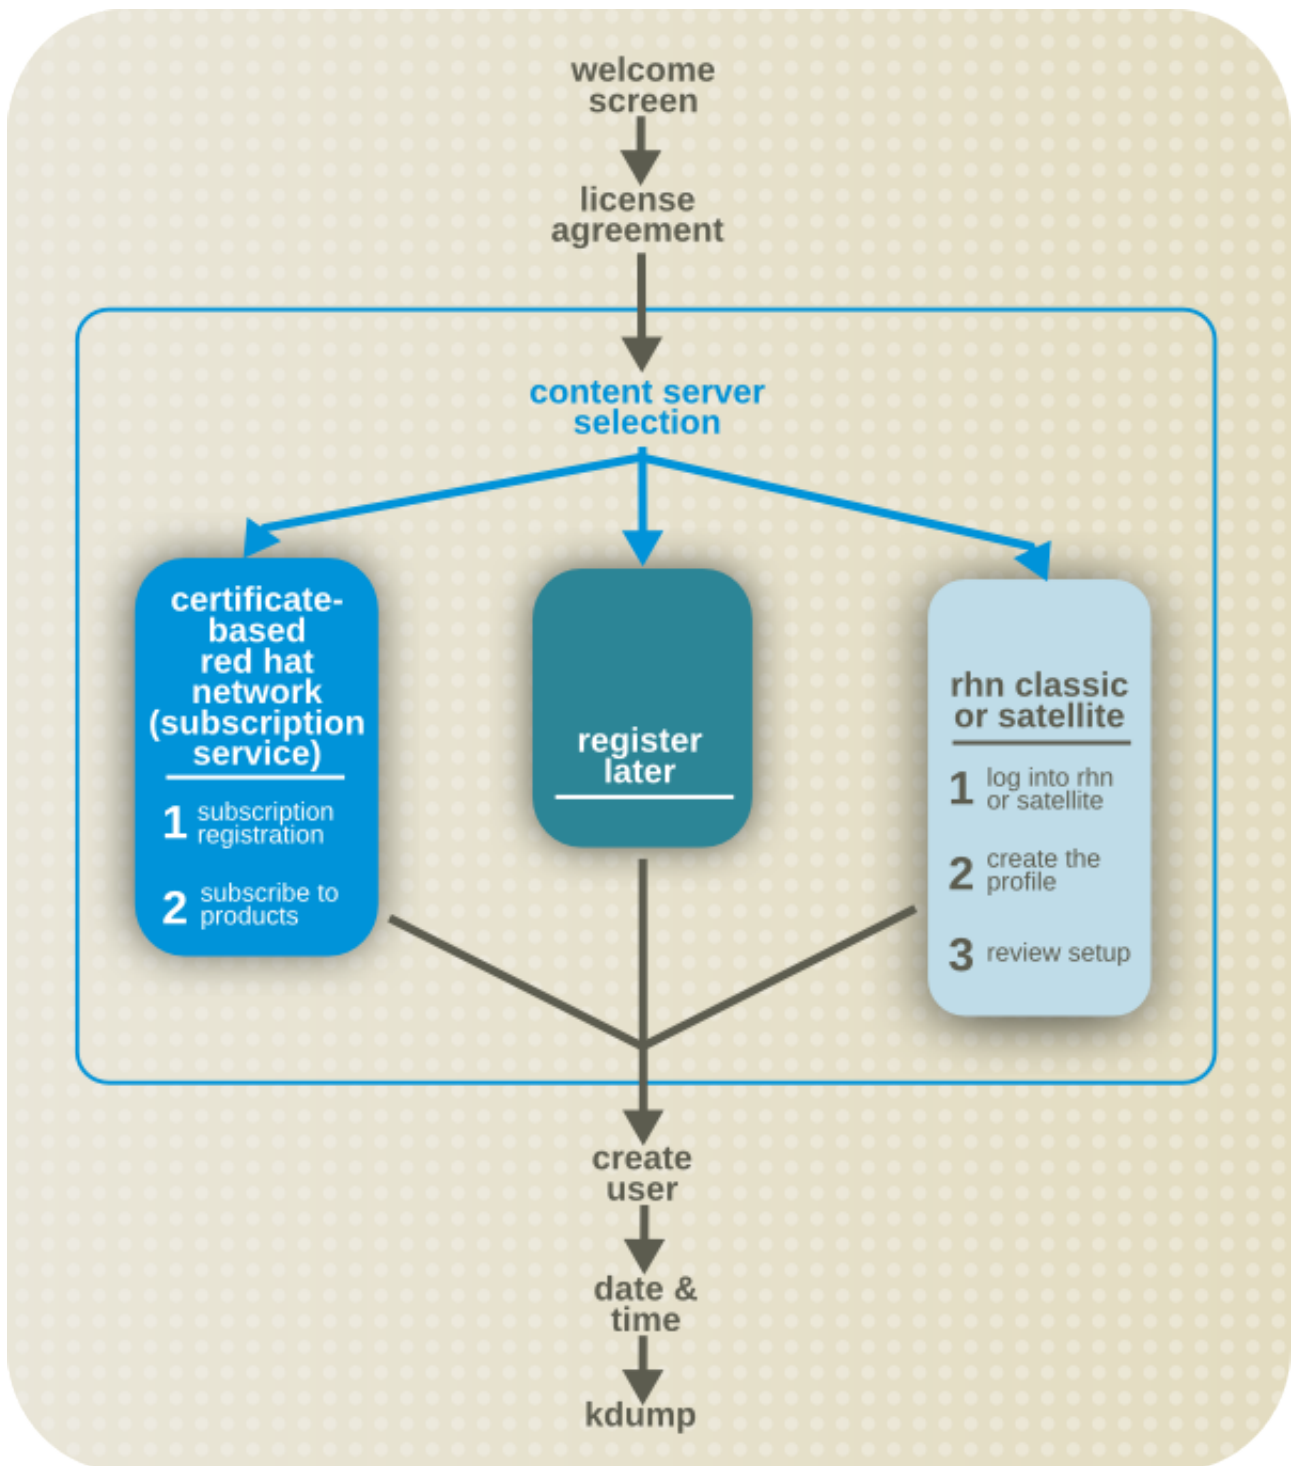 welcome
screen
license
agreement
content server
selection
certificate-
based
red hat
network
(subscription
service)
1 subscription
registration
2 subscribe to
products
register
later
rhn classic
or satellite
1 log into rhn
or satellite
2 create the
profile
3 review setup
create
user
date &
time
kdump